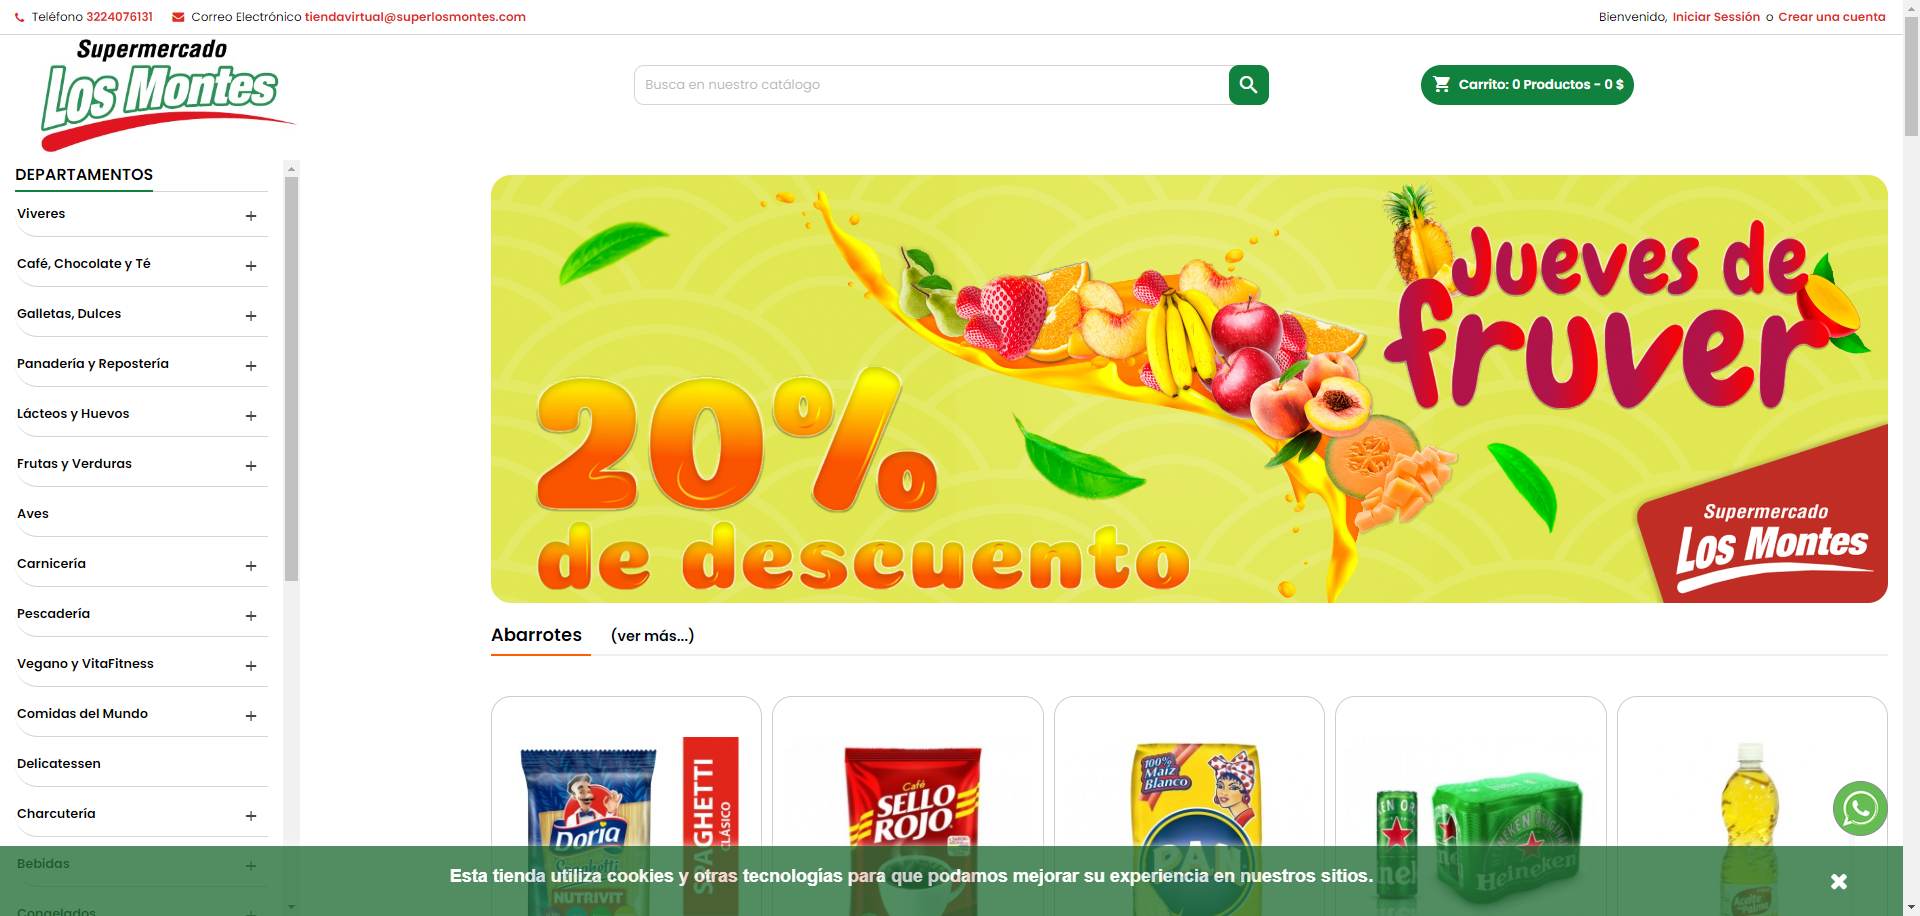 Teléfono 3224076131 Correo Electrónico tiendavirtual@superlosmontes.com
Bienvenido, Iniciar Sessión o Crear una cuenta
Supermercado
Los Montes
Busca en nuestro catálogo
Carrito: 0 Productos - 0 $
DEPARTAMENTOS
Viveres
Café, Chocolate y Té
Galletas, Dulces
Panadería y Repostería
Lácteos y Huevos
Frutas y Verduras
Aves
Carnicería
Pescadería
Vegano y VitaFitness
Comidas del Mundo
Delicatessen
Charcutería
Bebidas
Congelados
Jueves de
fruver
20%
de descuento
Supermercado
Los Montes
Abarrotes (ver más...)
Doria
Spaghetti
NUTRIVIT
SPAGHETTI
CLÁSICO
Café
SELLO
ROJO
100%
Maíz
Blanco
PAN
Heineken
HEINEKEN ORIGINAL
Aceite
Esta tienda utiliza cookies y otras tecnologías para que podamos mejorar su experiencia en nuestros sitios.